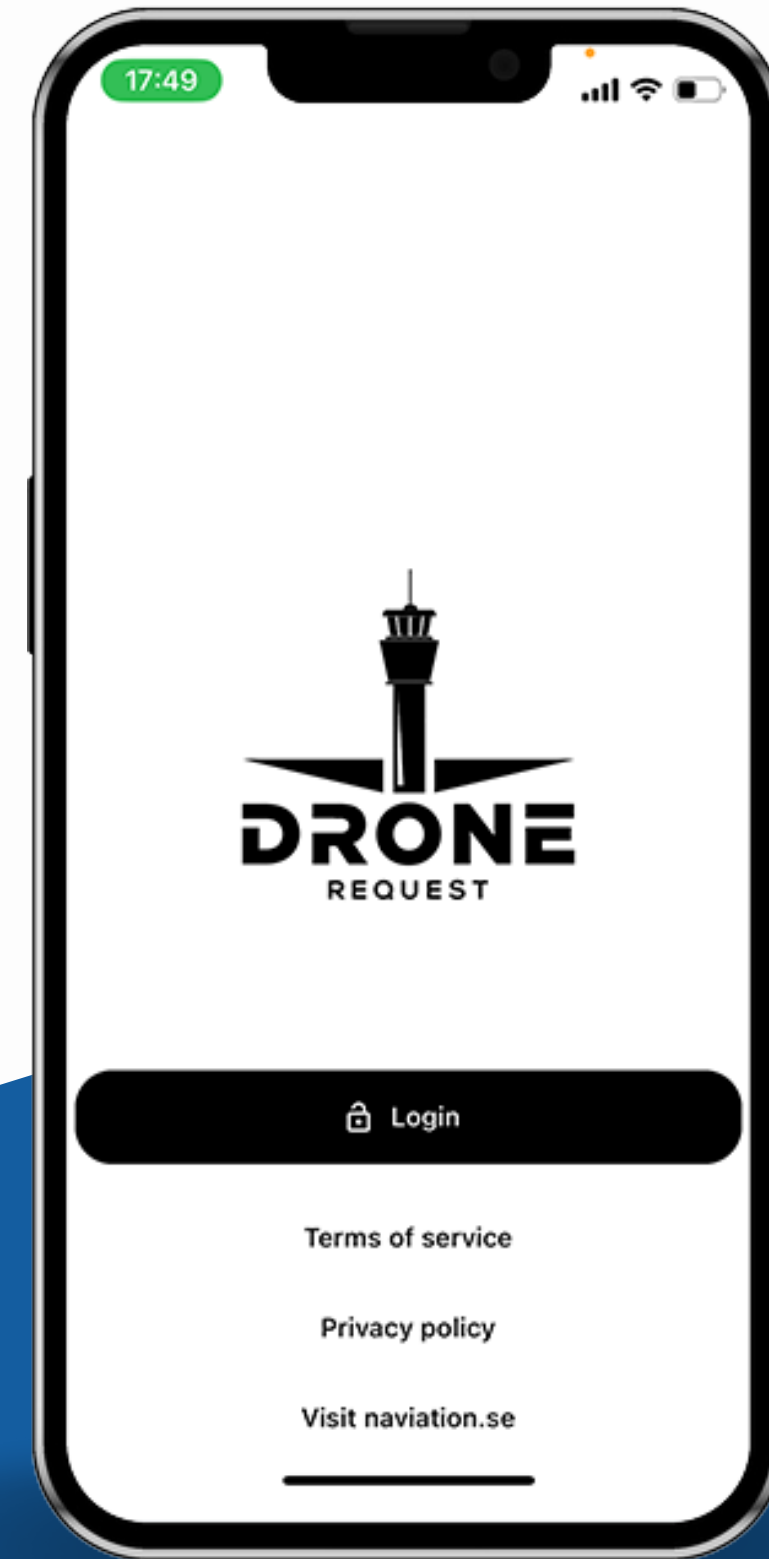 17:49
DRONE
REQUEST
Login
Terms of service
Privacy policy
Visit naviation.se